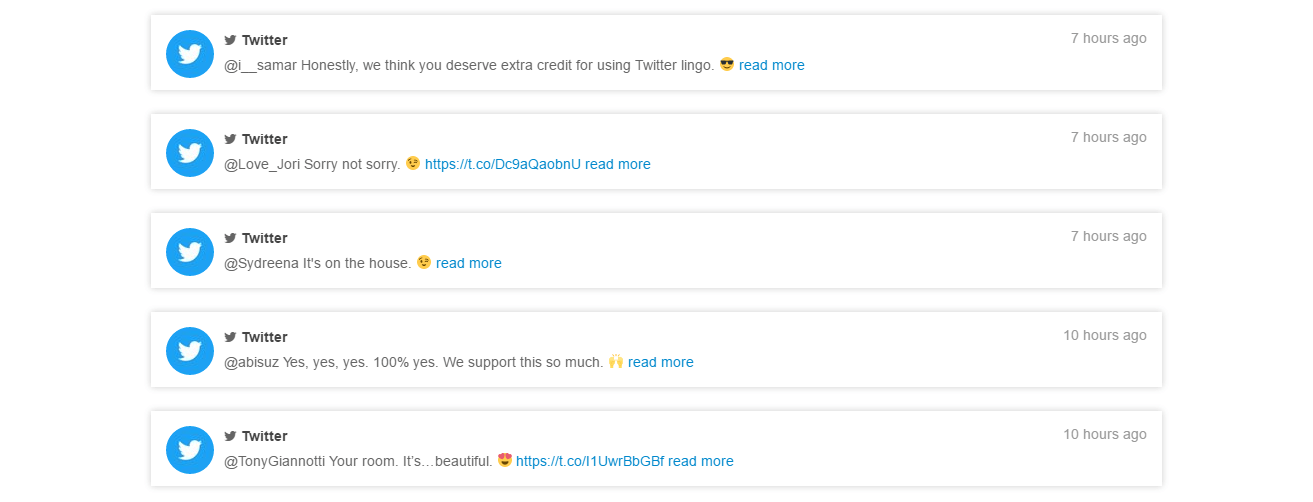 Twitter
7 hours ago
@i__samar Honestly, we think you deserve extra credit for using Twitter lingo. 😎 read more
Twitter
7 hours ago
@Love_Jori Sorry not sorry. 😉 https://t.co/Dc9aQaobnU read more
Twitter
7 hours ago
@Sydreena It's on the house. 😉 read more
Twitter
10 hours ago
@abisuz Yes, yes, yes. 100% yes. We support this so much. 🙌 read more
Twitter
10 hours ago
@TonyGiannotti Your room. It’s…beautiful. 😍 https://t.co/I1UwrBbGBf read more